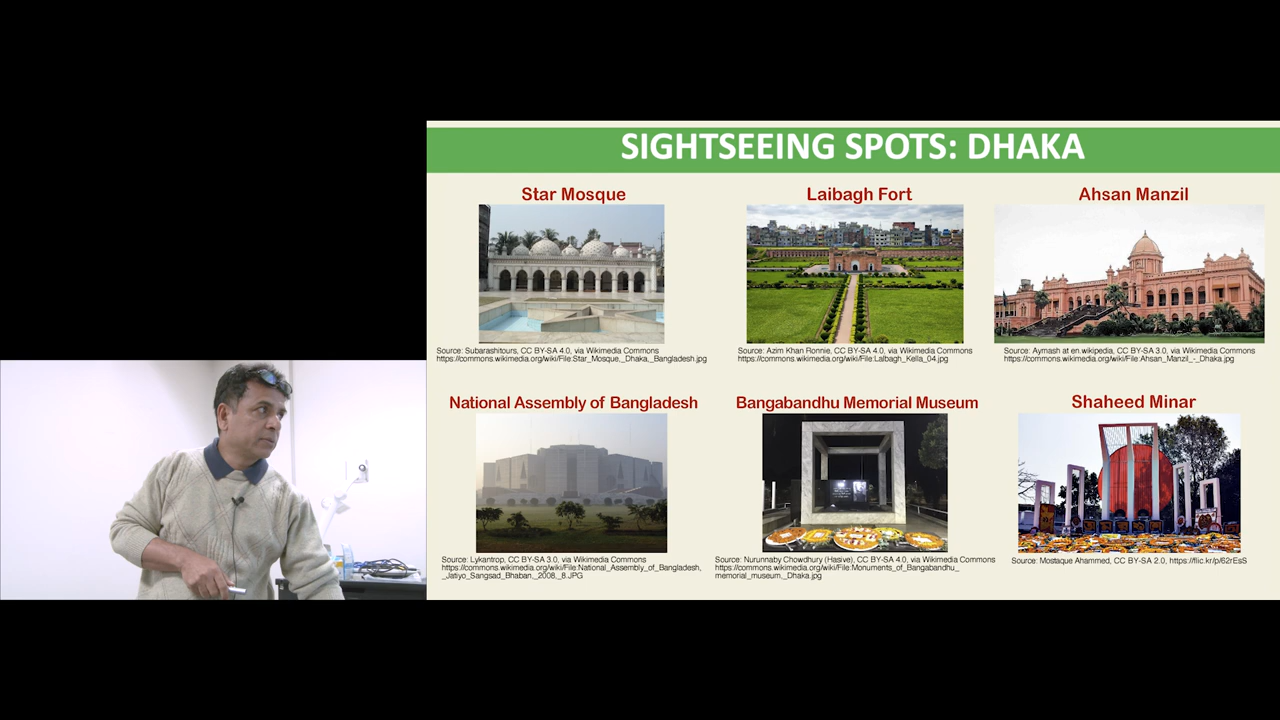 SIGHTSEEING SPOTS: DHAKA
Star Mosque
Source: Subarashitours, CC BY-SA 4.0, via Wikimedia Commons
https://commons.wikimedia.org/wiki/File:Star_Mosque,_Dhaka,_Bangladesh.jpg
Laibagh Fort
Source: Azim Khan Ronnie, CC BY-SA 4.0, via Wikimedia Commons
https://commons.wikimedia.org/wiki/File:Lalbagh_Kella_04.jpg
Ahsan Manzil
Source: Aymash at en.wikipedia, CC BY-SA 3.0, via Wikimedia Commons
https://commons.wikimedia.org/wiki/File:Ahsan_Manzil_-_Dhaka.jpg
National Assembly of Bangladesh
Source: Lykantrop, CC BY-SA 3.0, via Wikimedia Commons
https://commons.wikimedia.org/wiki/File:National_Assembly_of_Bangladesh,
_Jatiyo_Sangsad_Bhaban,_2008,_8.JPG
Bangabandhu Memorial Museum
Source: Nurunnaby Chowdhury (Hasive), CC BY-SA 4.0, via Wikimedia Commons
https://commons.wikimedia.org/wiki/File:Monuments_of_Bangabandhu_
memorial_museum,_Dhaka.jpg
Shaheed Minar
Source: Mostaque Ahammed, CC BY-SA 2.0, https://flic.kr/p/62rEsS